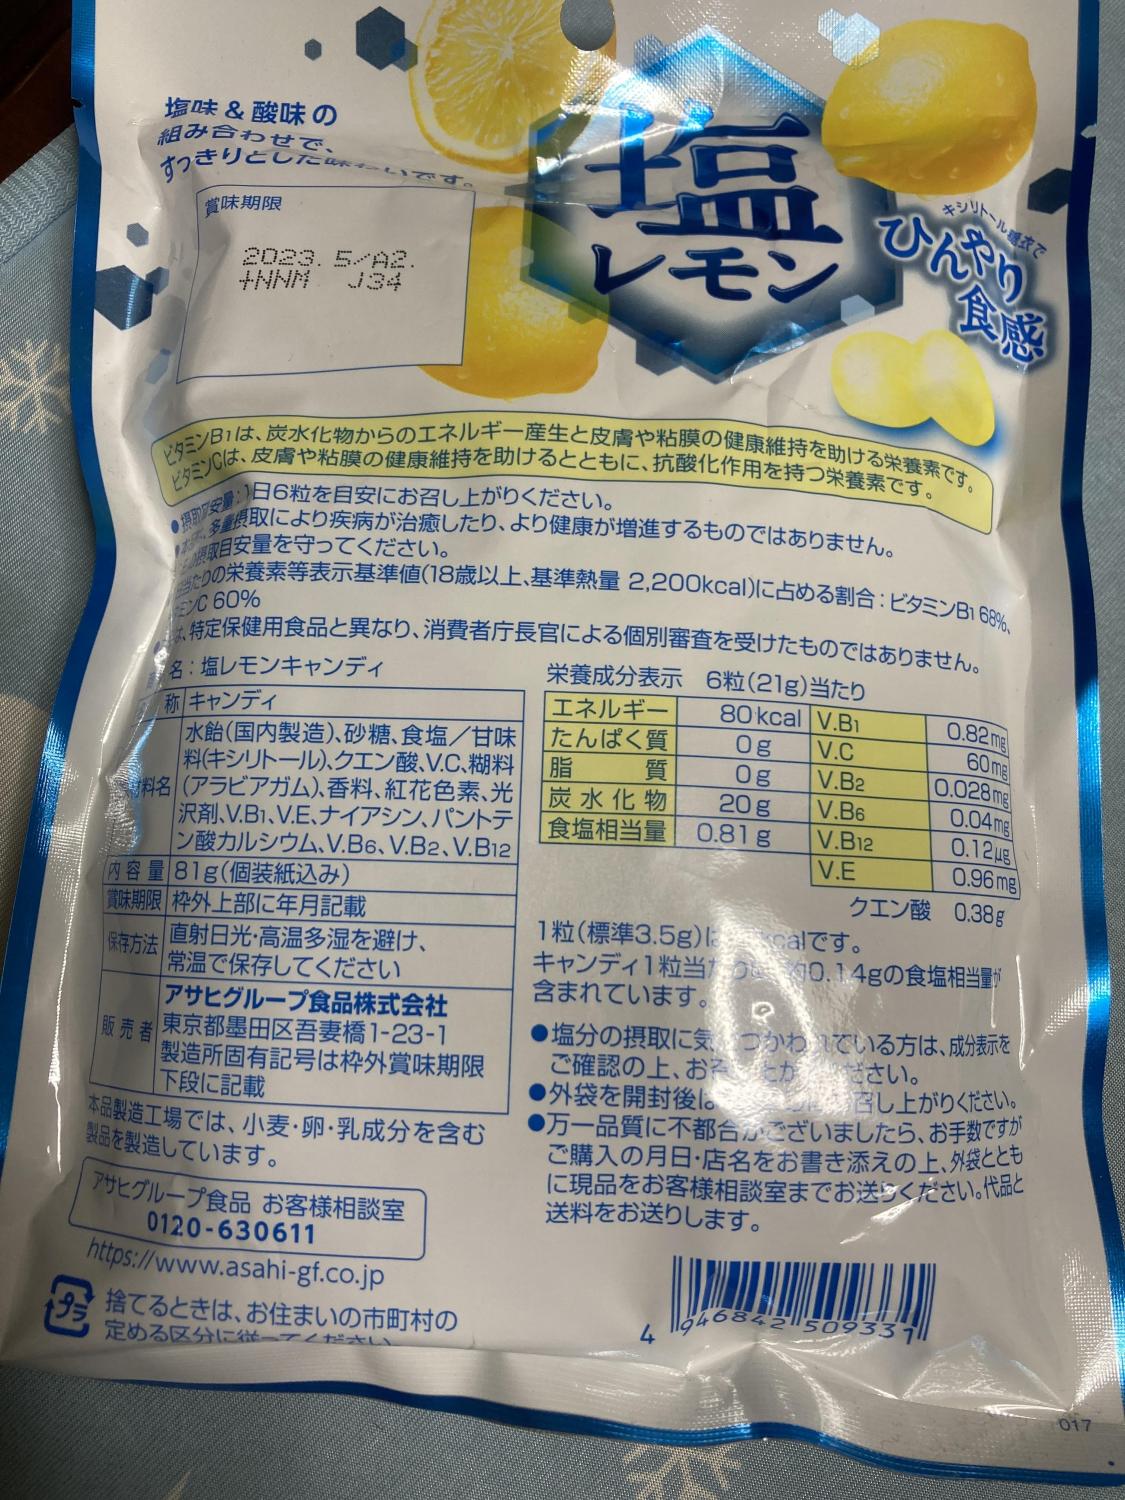 塩味&酸味の
組み合わせで、
すっきりとした味わいです。
賞味期限
2023. 5/A2.
+NNM J34
塩
レモン
キシリトール糖衣で
ひんやり
食感
ビタミンB1は、炭水化物からのエネルギー産生と皮膚や粘膜の健康維持を助ける栄養素です。
ビタミンCは、皮膚や粘膜の健康維持を助けるとともに、抗酸化作用を持つ栄養素です。
●摂取目安量:1日6粒を目安にお召し上がりください。
多量摂取により疾病が治癒したり、より健康が増進するものではありません。
摂取目安量を守ってください。
当たりの栄養素等表示基準値(18歳以上、基準熱量 2,200kcal)に占める割合:ビタミンB1 68%、
ミンC 60%
は、特定保健用食品と異なり、消費者庁長官による個別審査を受けたものではありません。
名:塩レモンキャンディ
称 キャンディ
材料名 水飴(国内製造)、砂糖、食塩/甘味
料(キシリトール)、クエン酸、V.C、糊料
(アラビアガム)、香料、紅花色素、光
沢剤、V.B1、V.E、ナイアシン、パントテ
ン酸カルシウム、V.B6、V.B2、V.B12
内容量 81g(個装紙込み)
賞味期限 枠外上部に年月記載
保存方法 直射日光・高温多湿を避け、
常温で保存してください
販売者 アサヒグループ食品株式会社
東京都墨田区吾妻橋1-23-1
製造所固有記号は枠外賞味期限
下段に記載
本品製造工場では、小麦・卵・乳成分を含む
製品を製造しています。
アサヒグループ食品 お客様相談室
0120-630611
https://www.asahi-gf.co.jp
プラ
捨てるときは、お住まいの市町村の
定める区分に従ってください。
栄養成分表示 6粒(21g)当たり
エネルギー 80kcal V.B1 0.82mg
たんぱく質 0g V.C 60mg
脂質 0g V.B2 0.028mg
炭水化物 20g V.B6 0.04mg
食塩相当量 0.81g V.B12 0.12μg
V.E 0.96mg
クエン酸 0.38g
1粒(標準3.5g)は kcalです。
キャンディ1粒当たり 約0.14gの食塩相当量が
含まれています。
●塩分の摂取に気をつかわれている方は、成分表示を
ご確認の上、お召し上がりください。
●外袋を開封後は 召し上がりください。
●万一品質に不都合がございましたら、お手数ですが
ご購入の月日・店名をお書き添えの上、外袋ととも
に現品をお客様相談室までお送りください。代品と
送料をお送りします。
4 946842 509331
017